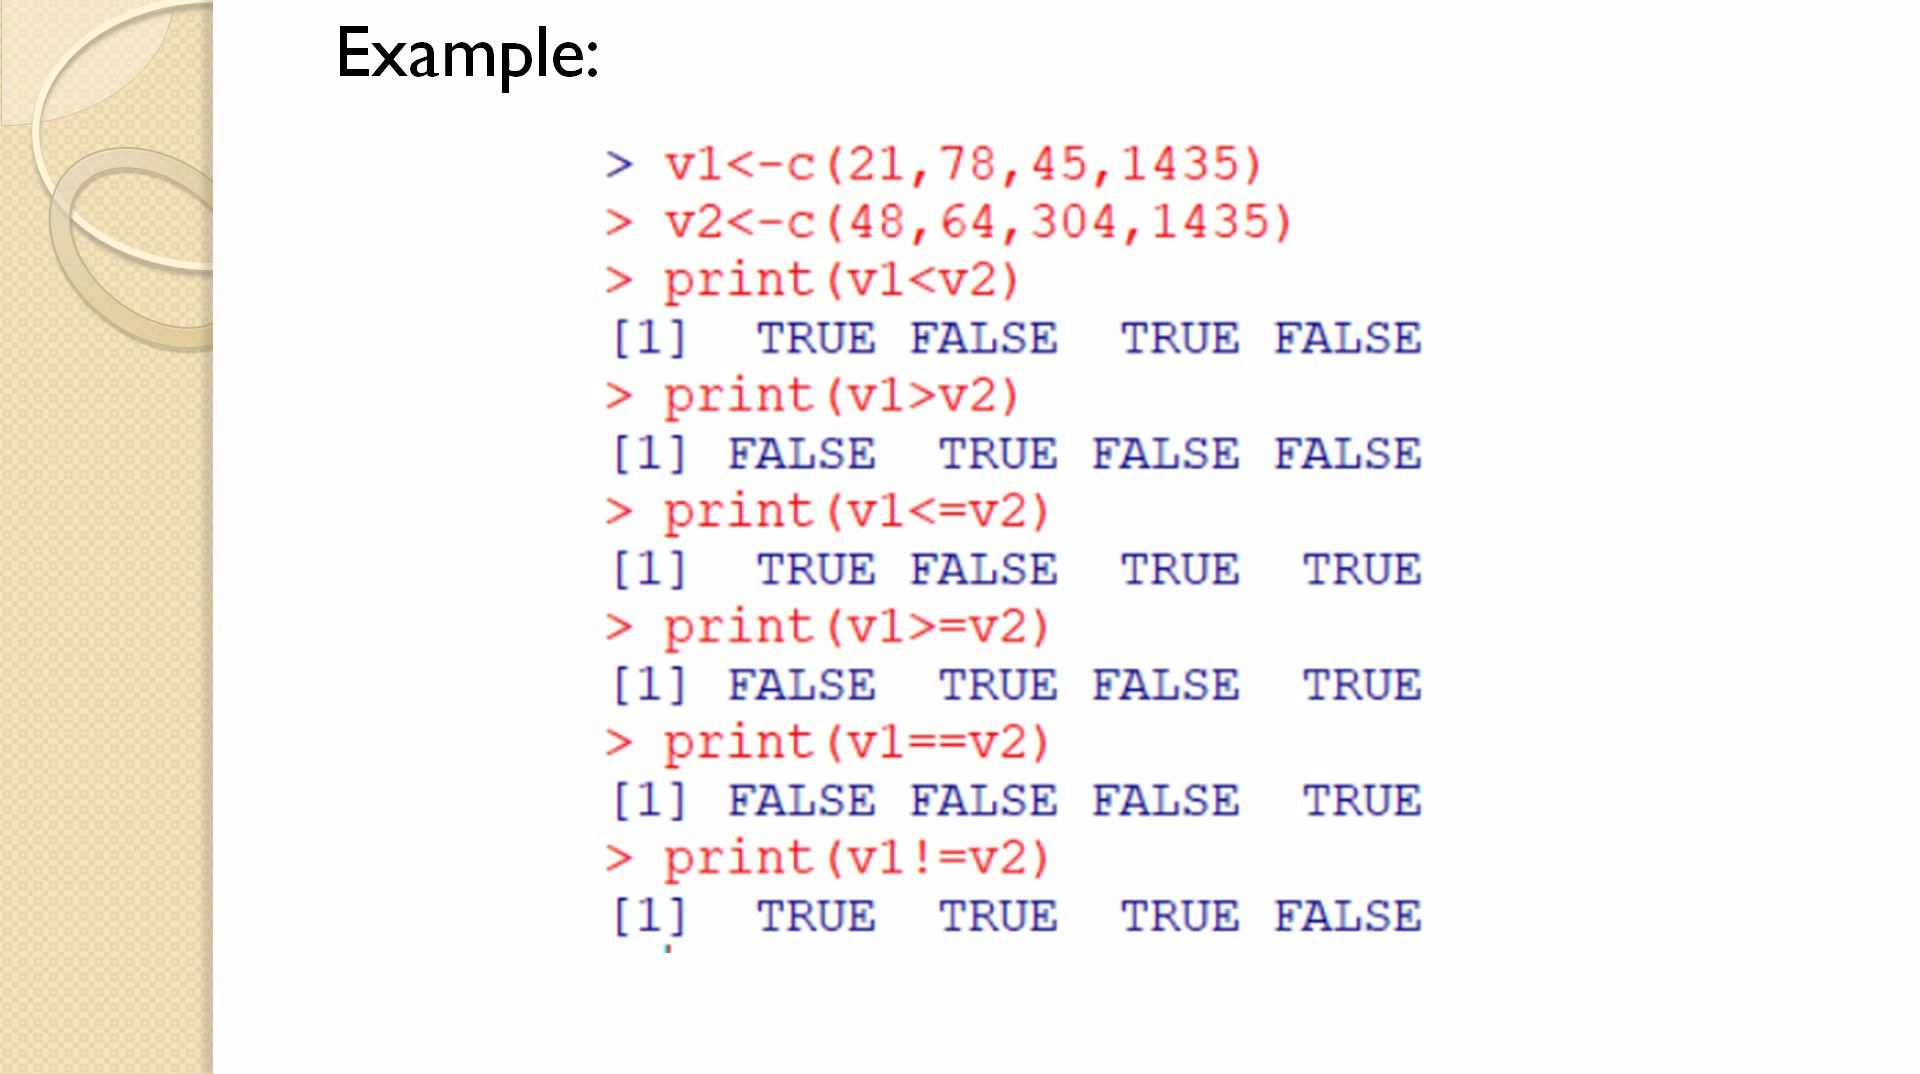 Example:
> v1<-c(21,78,45,1435)
> v2<-c(48,64,304,1435)
> print(v1<v2)
[1]  TRUE FALSE  TRUE FALSE
> print(v1>v2)
[1] FALSE  TRUE FALSE FALSE
> print(v1<=v2)
[1]  TRUE FALSE  TRUE  TRUE
> print(v1>=v2)
[1] FALSE  TRUE FALSE  TRUE
> print(v1==v2)
[1] FALSE FALSE FALSE  TRUE
> print(v1!=v2)
[1]  TRUE  TRUE  TRUE FALSE